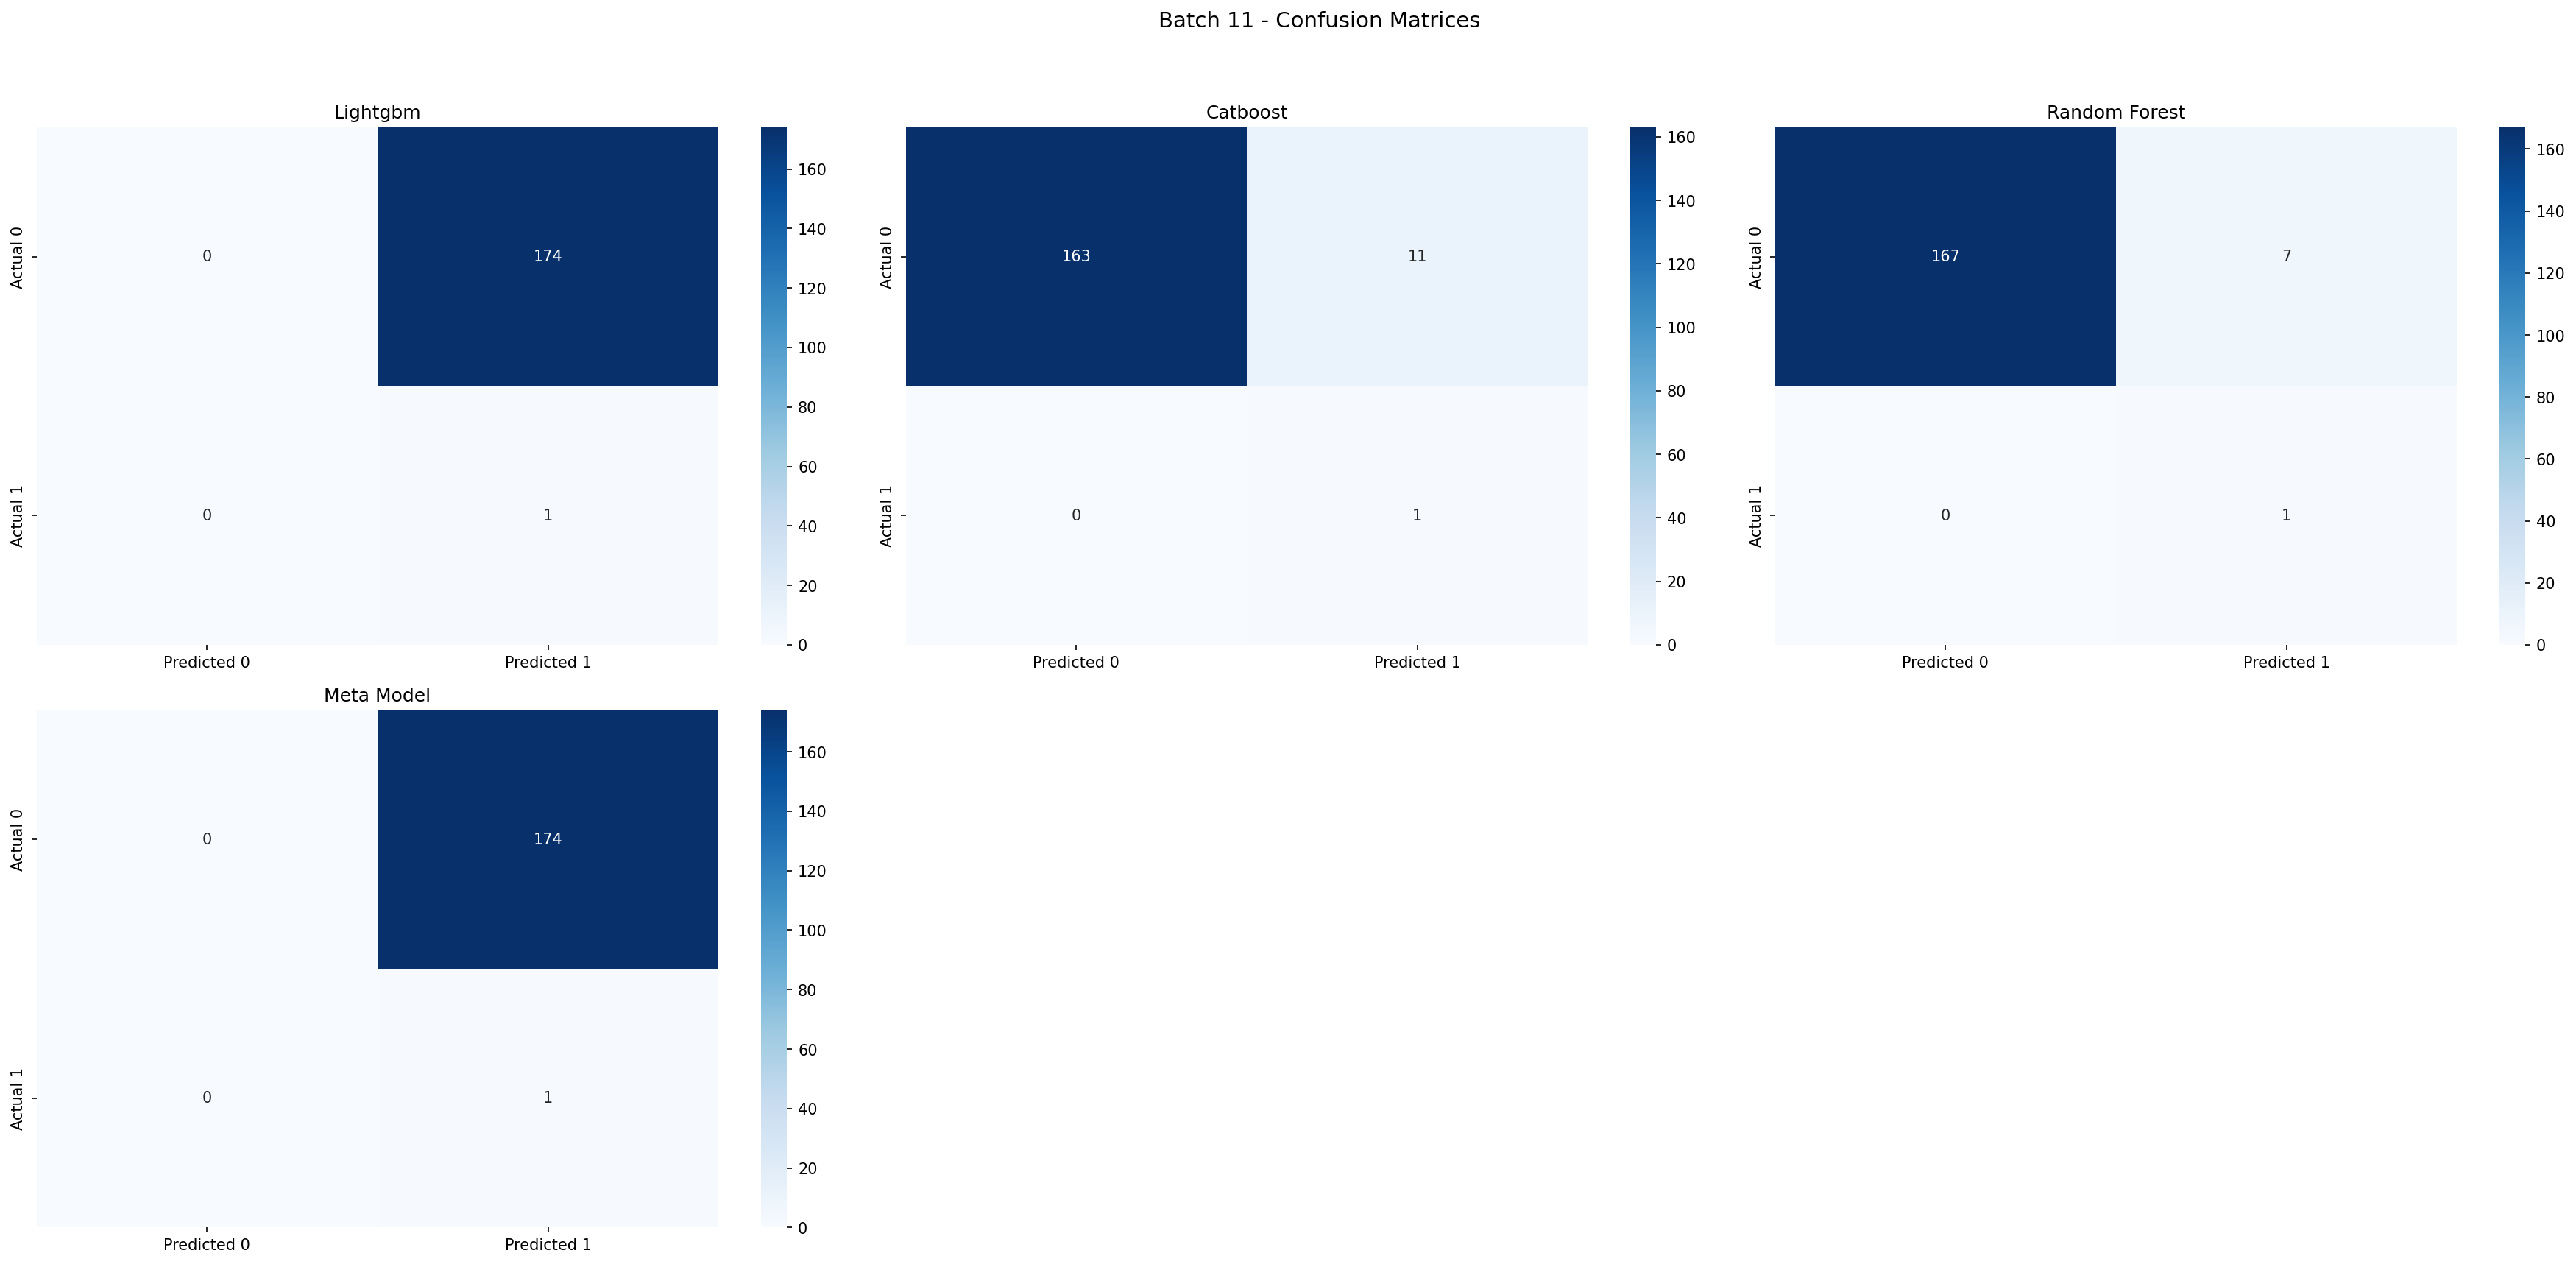 Batch 11 - Confusion Matrices
Lightgbm
Actual 0
Actual 1
0
174
0
1
Predicted 0
Predicted 1
160
140
120
100
80
60
40
20
0
Catboost
Actual 0
Actual 1
163
11
0
1
Predicted 0
Predicted 1
160
140
120
100
80
60
40
20
0
Random Forest
Actual 0
Actual 1
167
7
0
1
Predicted 0
Predicted 1
160
140
120
100
80
60
40
20
0
Meta Model
Actual 0
Actual 1
0
174
0
1
Predicted 0
Predicted 1
160
140
120
100
80
60
40
20
0